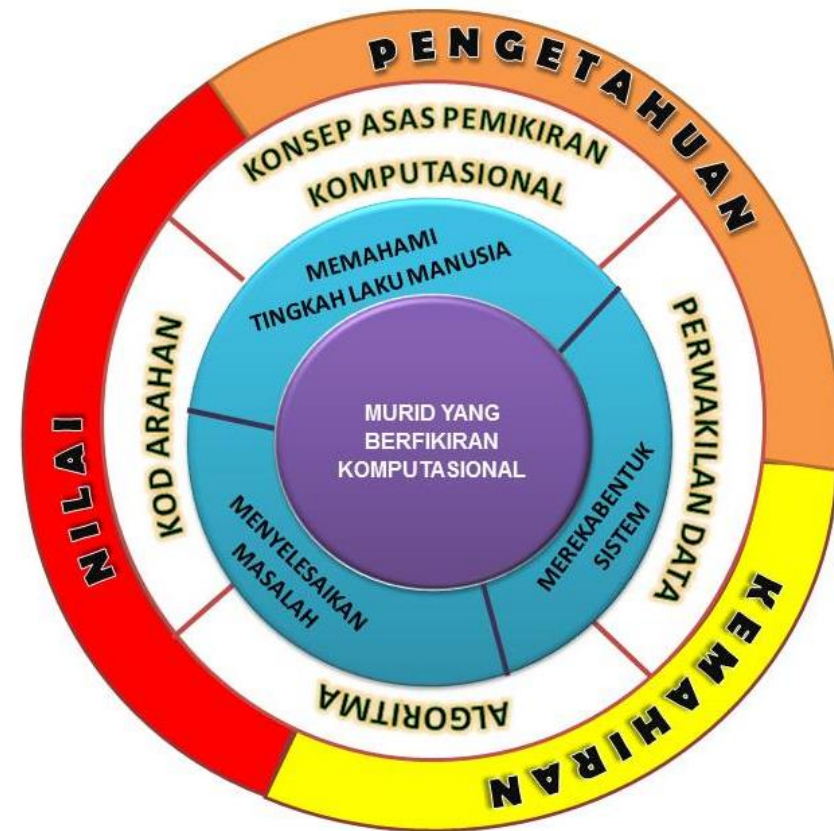 PENGETAHUAN
KONSEP ASAS PEMIKIRAN
KOMPUTASIONAL
MEMAHAMI
TINGKAH LAKU MANUSIA
PERWAKILAN DATA
KOD ARAHAN
NILAI
MURID YANG
BERFIKIRAN
KOMPUTASIONAL
MENYELESAIKAN
MASALAH
MEREKABENTUK
SISTEM
ALGORITMA
KEMAHIRAN